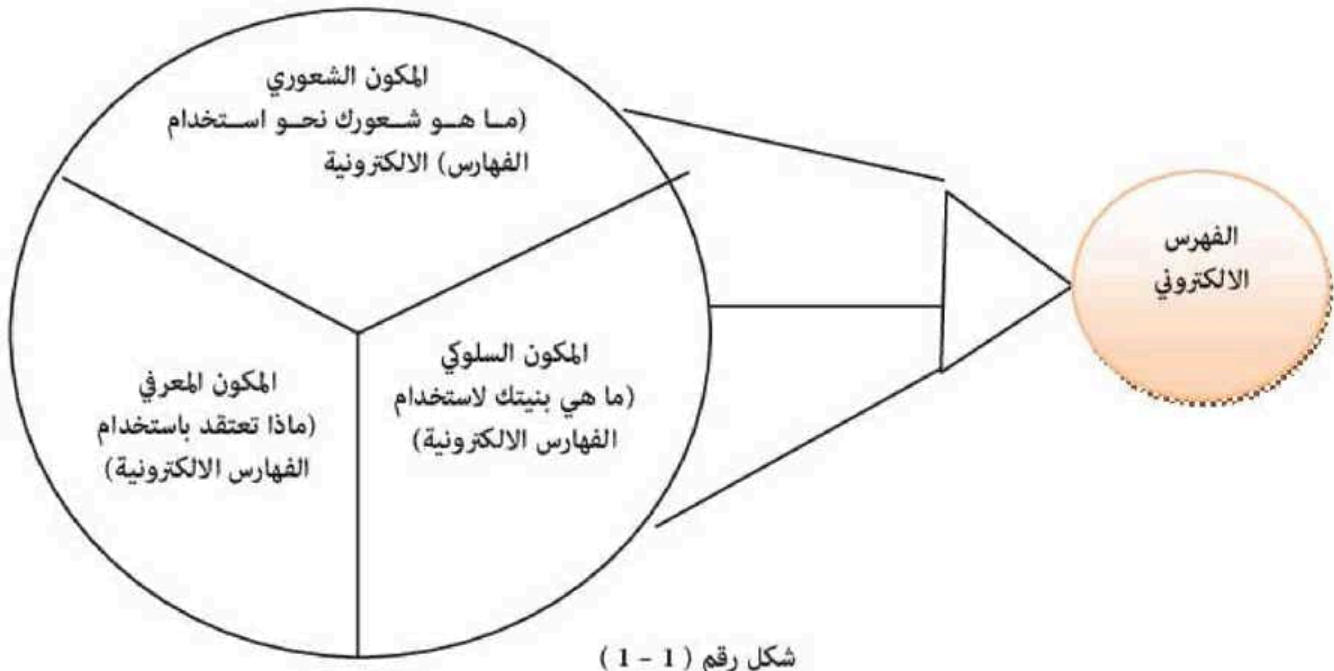 المكون الشعوري
(ما هو شعورك نحو استخدام
الفهارس) الالكترونية
الفهرس
الالكتروني
المكون السلوكي
(ما هي بنيتك لاستخدام
الفهارس الالكترونية)
المكون المعرفي
(ماذا تعتقد باستخدام
الفهارس الالكترونية)
شكل رقم (1 - 1)